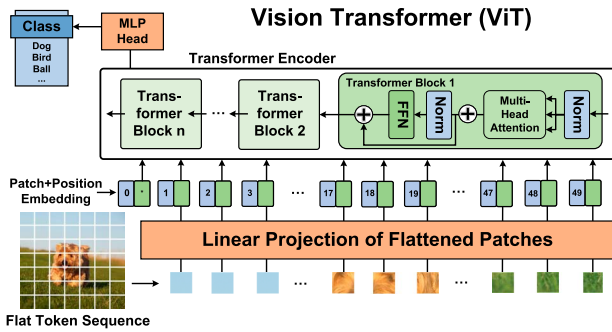 Vision Transformer (ViT)
Class
Dog
Bird
Ball
...
MLP
Head
Transformer Encoder
Trans-
former
Block n
...
Trans-
former
Block 2
Transformer Block 1
FFN
Norm
Multi-
Head
Attention
Norm
Patch+Position
Embedding
0 * 1 2 3 ... 17 18 19 ... 47 48 49
Linear Projection of Flattened Patches
... ...
Flat Token Sequence